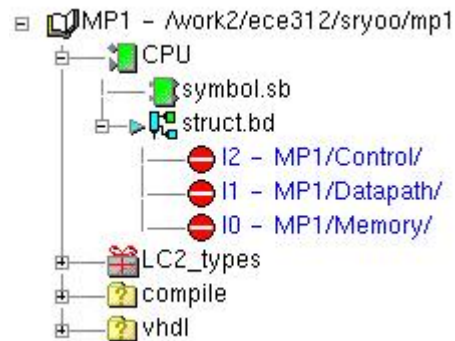 MP1 - /work2/ece312/sryoo/mp1
CPU
symbol.sb
struct.bd
I2 - MP1/Control/
I1 - MP1/Datapath/
I0 - MP1/Memory/
LC2_types
compile
vhdl